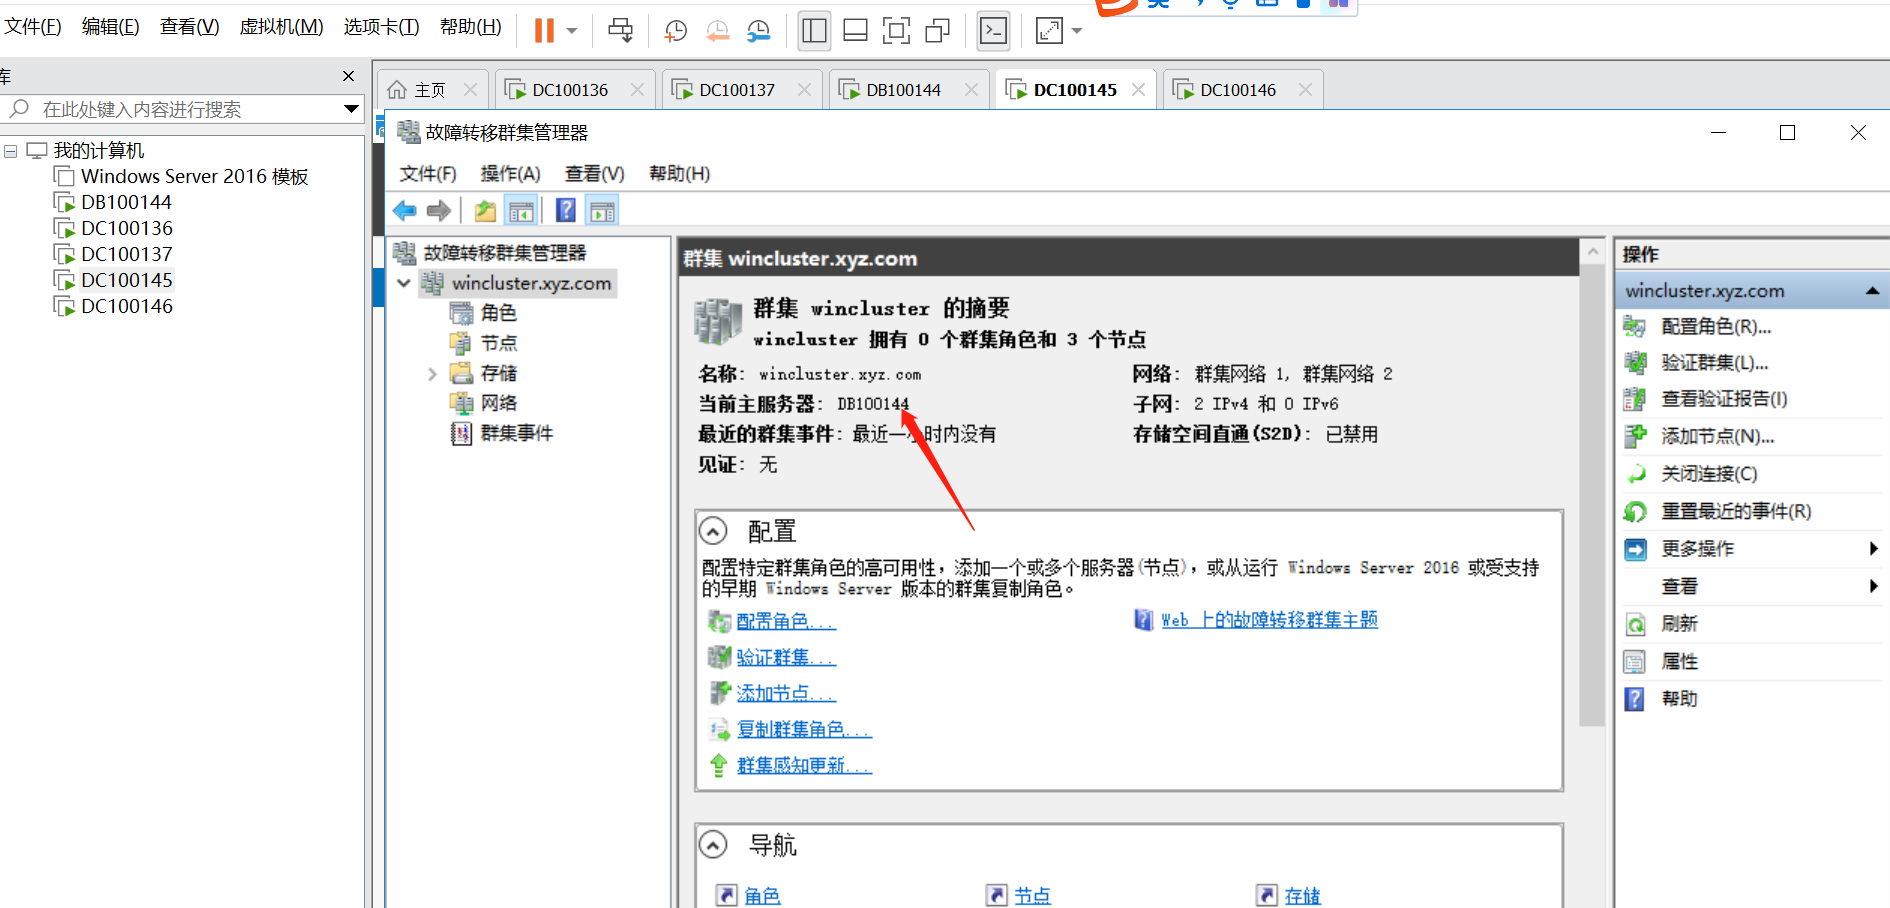 文件(F) 编辑(E) 查看(V) 虚拟机(M) 选项卡(T) 帮助(H)
库
在此处键入内容进行搜索
我的计算机
Windows Server 2016 模板
DB100144
DC100136
DC100137
DC100145
DC100146
主页 DC100136 DC100137 DB100144 DC100145 DC100146
故障转移群集管理器
文件(F) 操作(A) 查看(V) 帮助(H)
故障转移群集管理器
wincluster.xyz.com
角色
节点
存储
网络
群集事件
群集 wincluster.xyz.com
群集 wincluster 的摘要
wincluster 拥有 0 个群集角色和 3 个节点
名称: wincluster.xyz.com
网络: 群集网络 1, 群集网络 2
当前主服务器: DB100144
子网: 2 IPv4 和 0 IPv6
最近的群集事件: 最近一小时内没有
存储空间直通(S2D): 已禁用
见证: 无
配置
配置特定群集角色的高可用性，添加一个或多个服务器(节点)，或从运行 Windows Server 2016 或受支持
的早期 Windows Server 版本的群集复制角色。
配置角色...
Web 上的故障转移群集主题
验证群集...
添加节点...
复制群集角色...
群集感知更新...
导航
角色
节点
存储
操作
wincluster.xyz.com
配置角色(R)...
验证群集(L)...
查看验证报告(I)
添加节点(N)...
关闭连接(C)
重置最近的事件(R)
更多操作
查看
刷新
属性
帮助